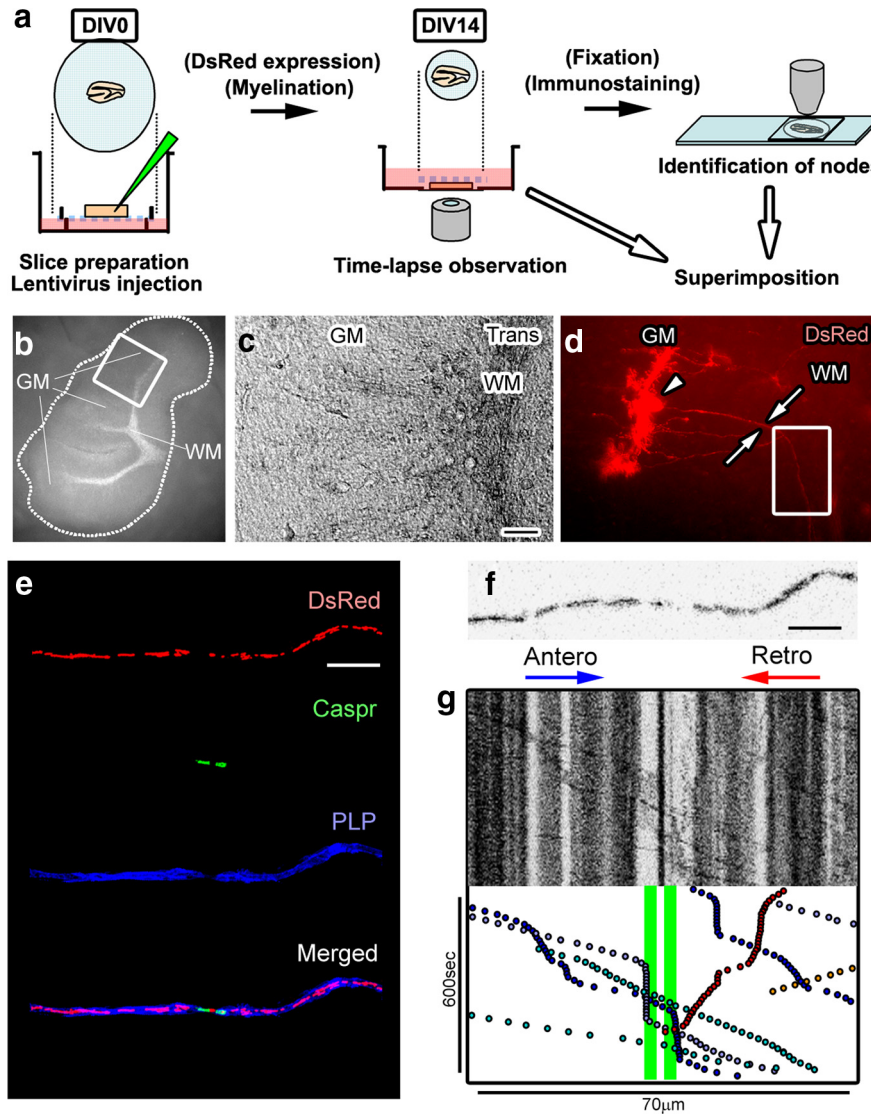 a
DIV0
(DsRed expression)
(Myelination)
DIV14
(Fixation)
(Immunostaining)
Slice preparation
Lentivirus injection
Time-lapse observation
Identification of nodes
Superimposition
b
GM
WM
c
GM
Trans
WM
d
GM
DsRed
WM
e
DsRed
Caspr
PLP
Merged
f
Antero
Retro
g
600sec
70µm